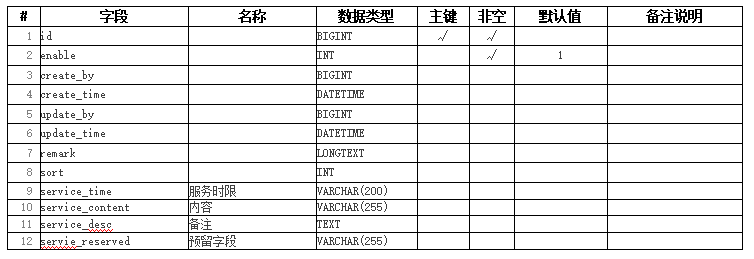 # 字段 名称 数据类型 主键 非空 默认值 备注说明
1 id BIGINT √ √
2 enable INT √ 1
3 create_by BIGINT
4 create_time DATETIME
5 update_by BIGINT
6 update_time DATETIME
7 remark LONGTEXT
8 sort INT
9 service_time 服务时限 VARCHAR(200)
10 service_content 内容 VARCHAR(255)
11 service_desc 备注 TEXT
12 servie_reserved 预留字段 VARCHAR(255)